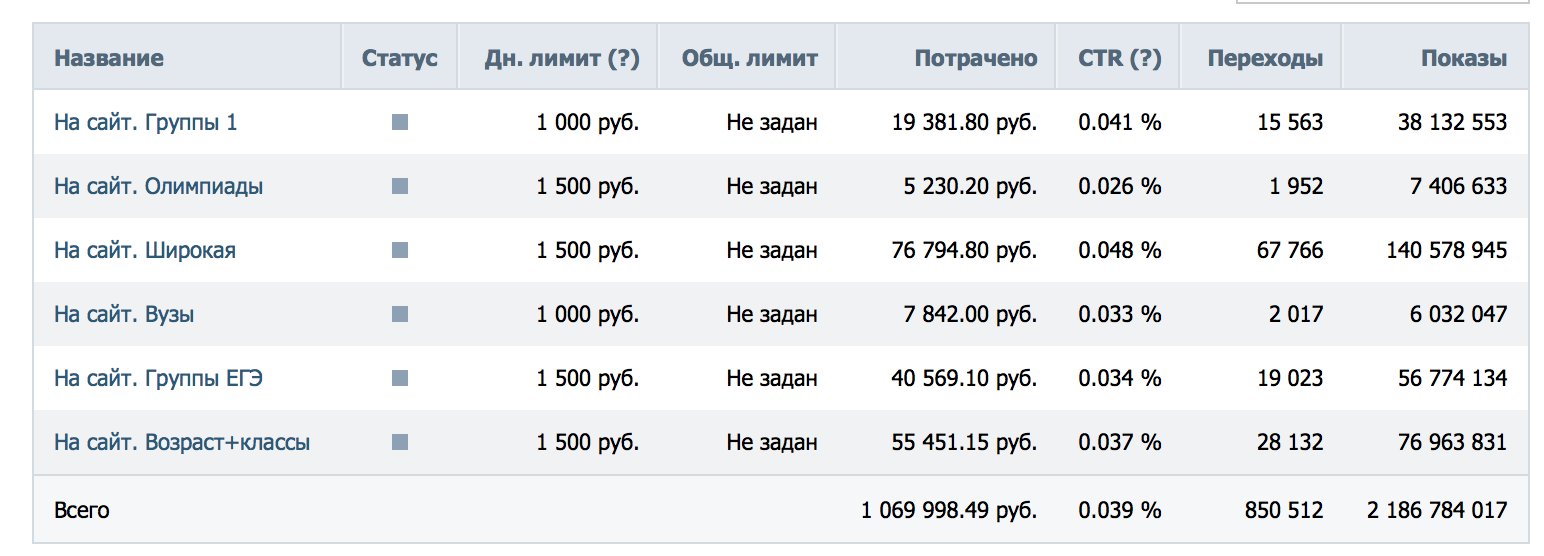 Название Статус Дн. лимит (?) Общ. лимит Потрачено CTR (?) Переходы Показы
На сайт. Группы 1 1 000 руб. Не задан 19 381.80 руб. 0.041 % 15 563 38 132 553
На сайт. Олимпиады 1 500 руб. Не задан 5 230.20 руб. 0.026 % 1 952 7 406 633
На сайт. Широкая 1 500 руб. Не задан 76 794.80 руб. 0.048 % 67 766 140 578 945
На сайт. Вузы 1 000 руб. Не задан 7 842.00 руб. 0.033 % 2 017 6 032 047
На сайт. Группы ЕГЭ 1 500 руб. Не задан 40 569.10 руб. 0.034 % 19 023 56 774 134
На сайт. Возраст+классы 1 500 руб. Не задан 55 451.15 руб. 0.037 % 28 132 76 963 831
Всего 1 069 998.49 руб. 0.039 % 850 512 2 186 784 017